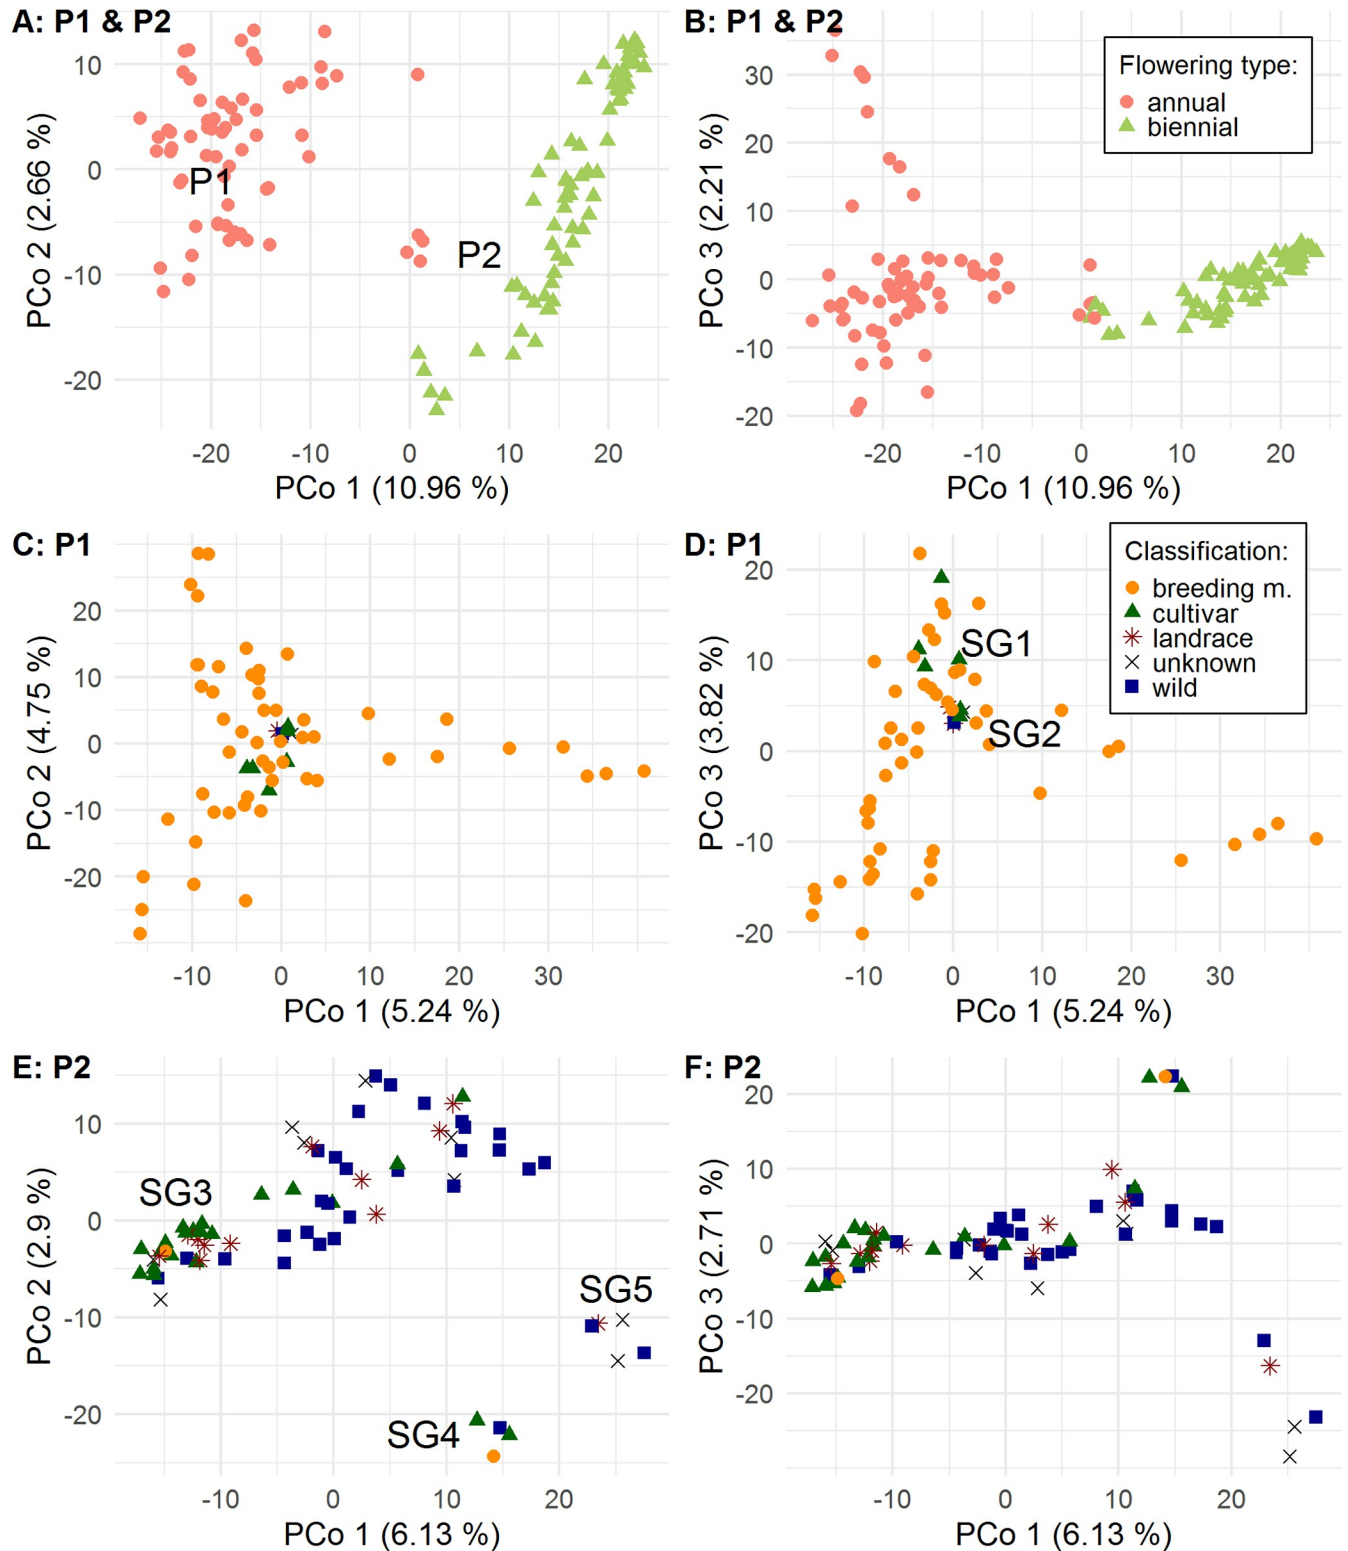 A: P1 & P2
10
0
-10
-20
PCo 2 (2.66 %)
P1
P2
-20
-10
0
10
20
PCo 1 (10.96 %)
B: P1 & P2
30
20
10
0
-10
-20
PCo 3 (2.21 %)
Flowering type:
annual
biennial
-20
-10
0
10
20
PCo 1 (10.96 %)
C: P1
20
10
0
-10
-20
PCo 2 (4.75 %)
-10
0
10
20
30
PCo 1 (5.24 %)
D: P1
20
10
0
-10
-20
PCo 3 (3.82 %)
SG1
SG2
Classification:
breeding m.
cultivar
landrace
unknown
wild
-10
0
10
20
30
PCo 1 (5.24 %)
E: P2
10
0
-10
-20
PCo 2 (2.9 %)
SG3
SG5
SG4
-10
0
10
20
PCo 1 (6.13 %)
F: P2
20
10
0
-10
-20
PCo 3 (2.71 %)
-10
0
10
20
PCo 1 (6.13 %)